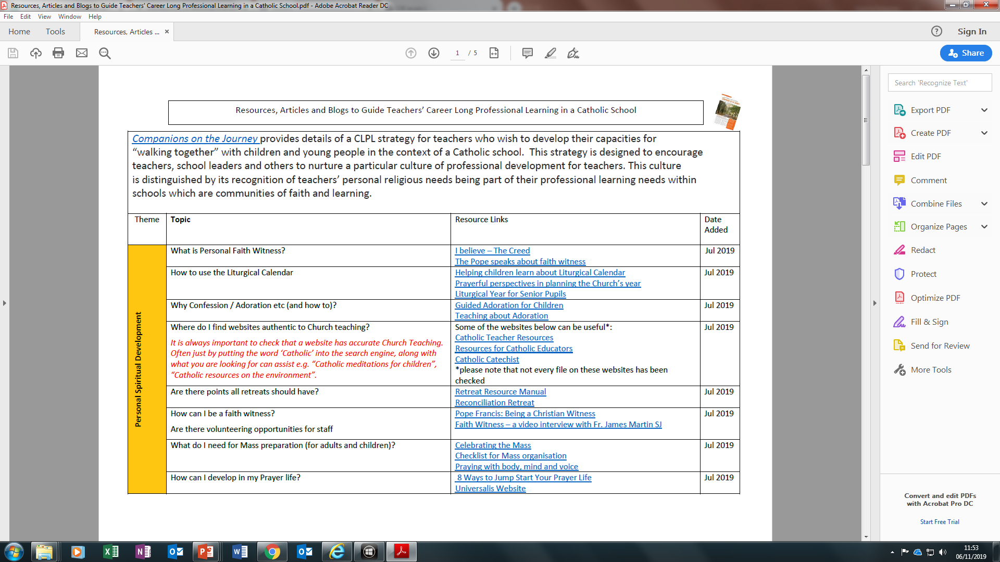 Resources, Articles and Blogs to Guide Teachers' Career Long Professional Learning in a Catholic School.pdf - Adobe Acrobat Reader DC
File Edit View Window Help
Home Tools Resources, Articles ... ×
Sign In
1 / 5
Share
Search 'Recognize Text'
Export PDF
Create PDF
Edit PDF
Comment
Combine Files
Organize Pages
Redact
Protect
Optimize PDF
Fill & Sign
Send for Review
More Tools
Convert and edit PDFs
with Acrobat Pro DC
Start Free Trial
Resources, Articles and Blogs to Guide Teachers' Career Long Professional Learning in a Catholic School
Companions on the Journey provides details of a CLPL strategy for teachers who wish to develop their capacities for
“walking together” with children and young people in the context of a Catholic school. This strategy is designed to encourage
teachers, school leaders and others to nurture a particular culture of professional development for teachers. This culture
is distinguished by its recognition of teachers’ personal religious needs being part of their professional learning needs within
schools which are communities of faith and learning.
Theme Topic Resource Links Date
Added
Personal Spiritual Development
What is Personal Faith Witness? I believe – The Creed Jul 2019
The Pope speaks about faith witness
How to use the Liturgical Calendar Helping children learn about Liturgical Calendar Jul 2019
Prayerful perspectives in planning the Church’s year
Liturgical Year for Senior Pupils
Why Confession / Adoration etc (and how to)? Guided Adoration for Children Jul 2019
Teaching about Adoration
Where do I find websites authentic to Church teaching? Some of the websites below can be useful*: Jul 2019
It is always important to check that a website has accurate Church Teaching.
Often just by putting the word ‘Catholic’ into the search engine, along with
what you are looking for can assist e.g. “Catholic meditations for children”,
“Catholic resources on the environment”.
Catholic Teacher Resources
Resources for Catholic Educators
Catholic Catechist
*please note that not every file on these websites has been
checked
Are there points all retreats should have? Retreat Resource Manual Jul 2019
Reconciliation Retreat
How can I be a faith witness? Pope Francis: Being a Christian Witness Jul 2019
Are there volunteering opportunities for staff Faith Witness – a video interview with Fr. James Martin SJ
What do I need for Mass preparation (for adults and children)? Celebrating the Mass Jul 2019
Checklist for Mass organisation
Praying with body, mind and voice
How can I develop in my Prayer life? 8 Ways to Jump Start Your Prayer Life Jul 2019
Universalis Website
11:53
06/11/2019